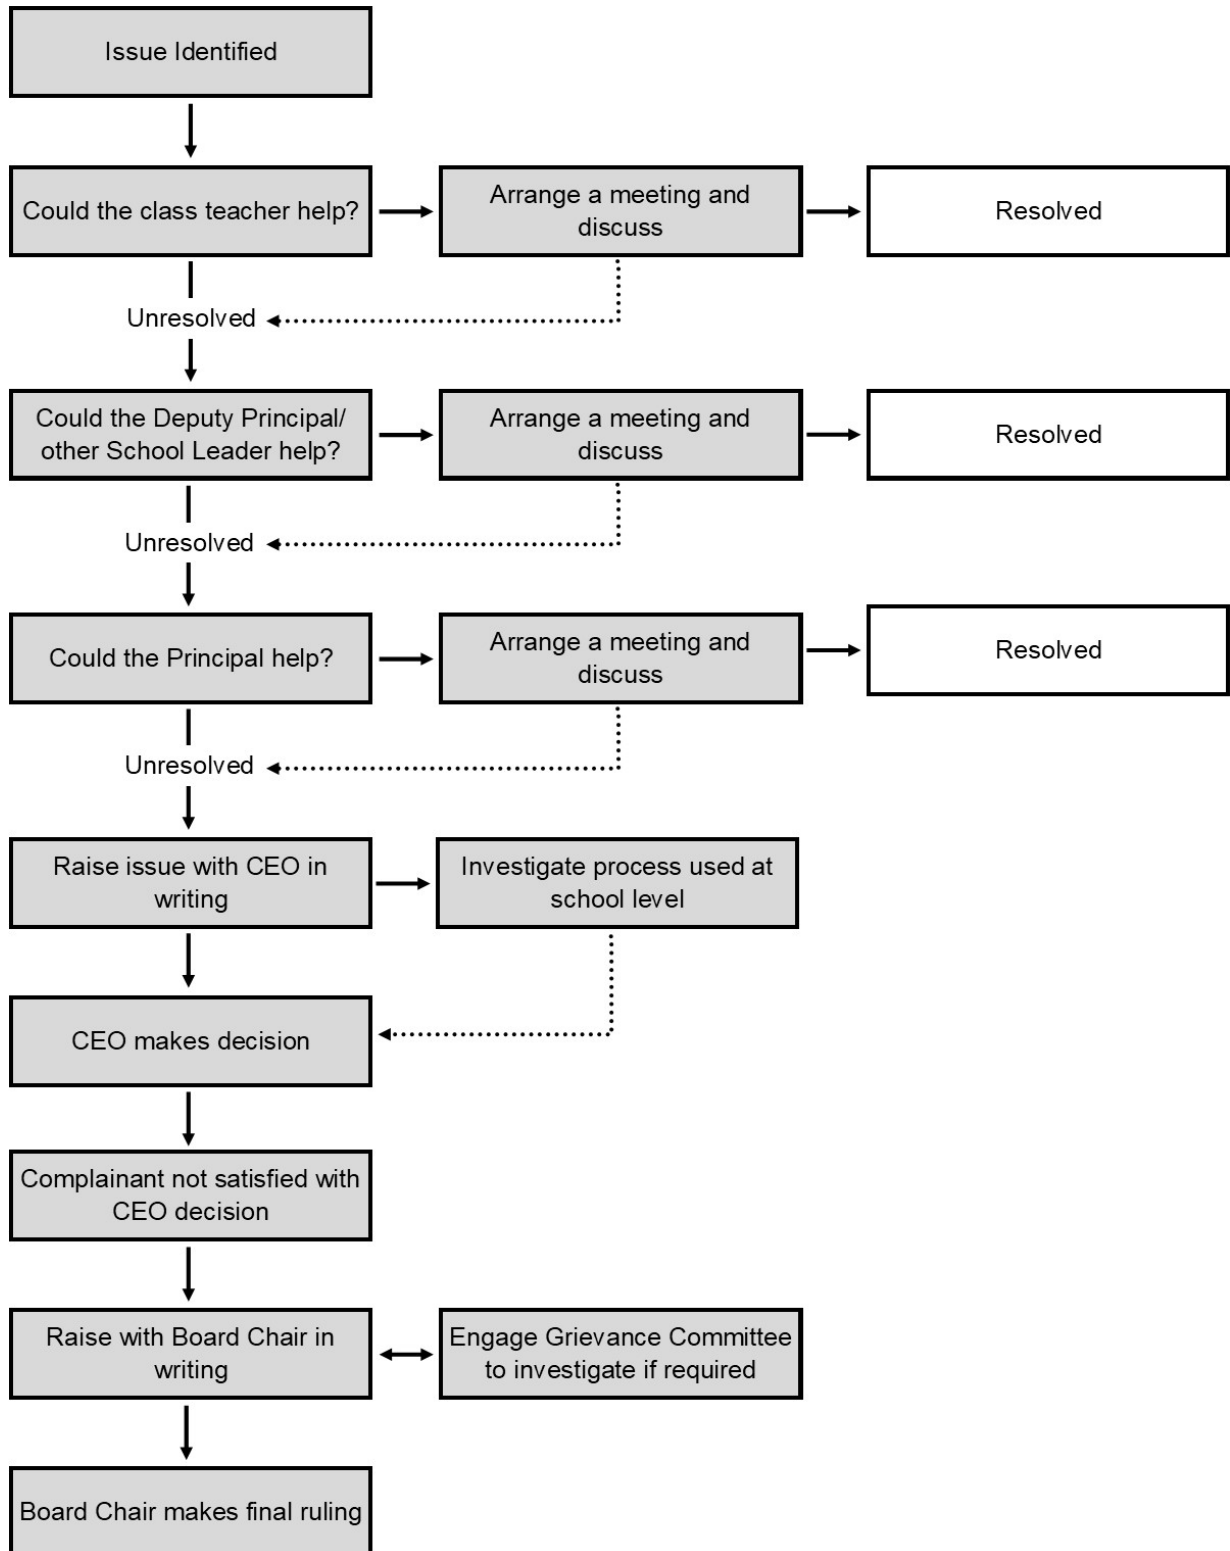 Issue Identified
Could the class teacher help?
Arrange a meeting and
discuss
Resolved
Unresolved
Could the Deputy Principal/
other School Leader help?
Arrange a meeting and
discuss
Resolved
Unresolved
Could the Principal help?
Arrange a meeting and
discuss
Resolved
Unresolved
Raise issue with CEO in
writing
Investigate process used at
school level
CEO makes decision
Complainant not satisfied with
CEO decision
Raise with Board Chair in
writing
Engage Grievance Committee
to investigate if required
Board Chair makes final ruling